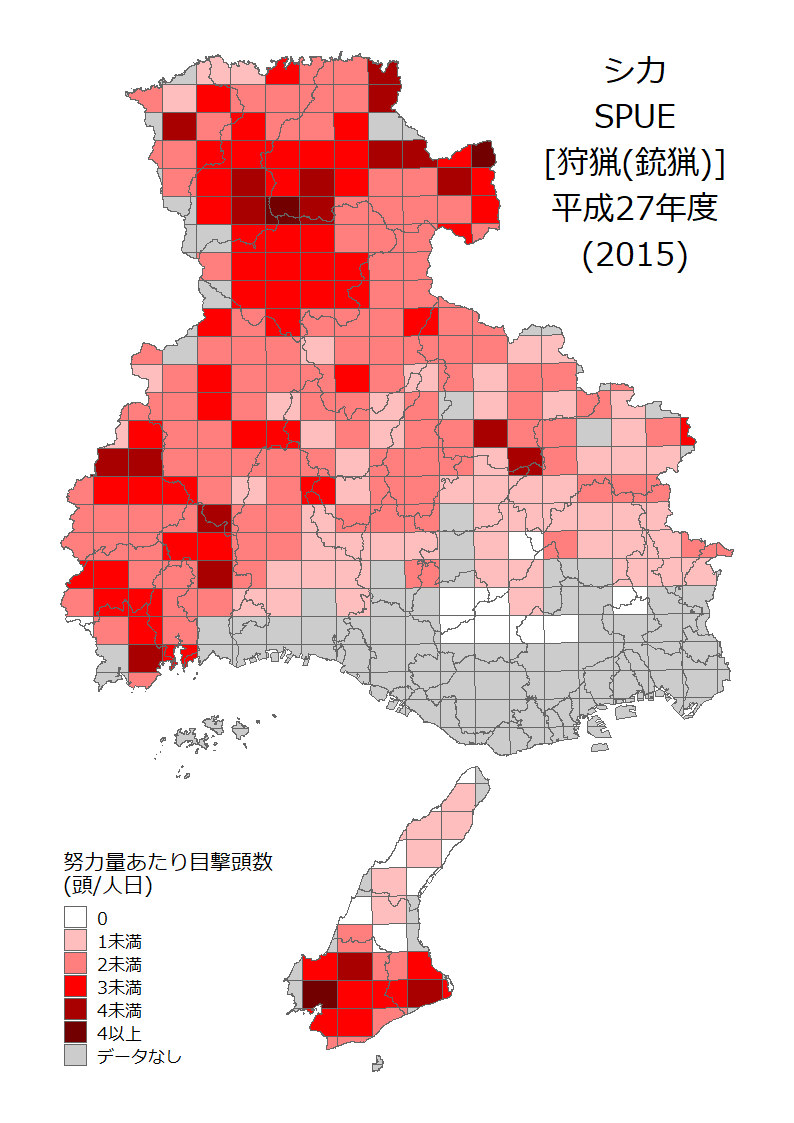 シカ
SPUE
[狩猟(銃猟)]
平成27年度
(2015)
努力量あたり目撃頭数
(頭/人日)
0
1未満
2未満
3未満
4未満
4以上
データなし